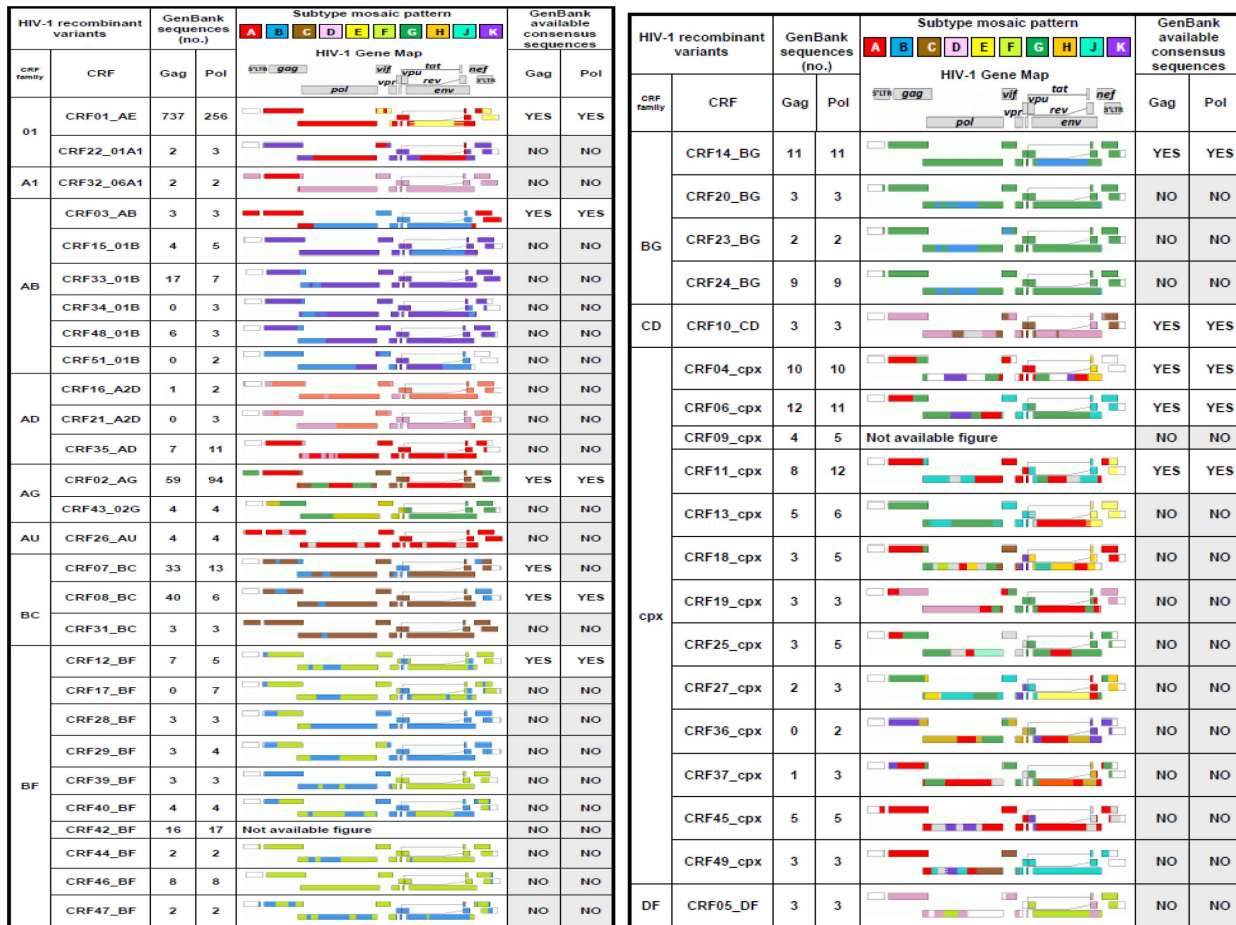 HIV-1 recombinant variants GenBank sequences (no.) Subtype mosaic pattern GenBank available consensus sequences
A B C D E F G H J K
HIV-1 Gene Map
CRF family CRF Gag Pol Gag Pol
5'LTR gag pol vif vpr vpu tat rev env nef 3'LTR
01 CRF01_AE 737 256 YES YES
CRF22_01A1 2 3 NO NO
A1 CRF32_06A1 2 2 NO NO
AB CRF03_AB 3 3 YES YES
CRF15_01B 4 5 NO NO
CRF33_01B 17 7 NO NO
CRF34_01B 0 3 NO NO
CRF48_01B 6 3 NO NO
CRF51_01B 0 2 NO NO
AD CRF16_A2D 1 2 NO NO
CRF21_A2D 0 3 NO NO
CRF35_AD 7 11 NO NO
AG CRF02_AG 59 94 YES YES
CRF43_02G 4 4 NO NO
AU CRF26_AU 4 4 NO NO
BC CRF07_BC 33 13 YES NO
CRF08_BC 40 6 YES YES
CRF31_BC 3 3 NO NO
BF CRF12_BF 7 5 YES YES
CRF17_BF 0 7 NO NO
CRF28_BF 3 3 NO NO
CRF29_BF 3 4 NO NO
CRF39_BF 3 3 NO NO
CRF40_BF 4 4 NO NO
CRF42_BF 16 17 Not available figure NO NO
CRF44_BF 2 2 NO NO
CRF46_BF 8 8 NO NO
CRF47_BF 2 2 NO NO
HIV-1 recombinant variants GenBank sequences (no.) Subtype mosaic pattern GenBank available consensus sequences
A B C D E F G H J K
HIV-1 Gene Map
CRF family CRF Gag Pol Gag Pol
5'LTR gag pol vif vpr vpu tat rev env nef 3'LTR
BG CRF14_BG 11 11 YES YES
CRF20_BG 3 3 NO NO
CRF23_BG 2 2 NO NO
CRF24_BG 9 9 NO NO
CD CRF10_CD 3 3 YES YES
cpx CRF04_cpx 10 10 YES YES
CRF06_cpx 12 11 YES YES
CRF09_cpx 4 5 Not available figure NO NO
CRF11_cpx 8 12 YES YES
CRF13_cpx 5 6 NO NO
CRF18_cpx 3 5 NO NO
CRF19_cpx 3 3 NO NO
CRF25_cpx 3 5 NO NO
CRF27_cpx 2 3 NO NO
CRF36_cpx 0 2 NO NO
CRF37_cpx 1 3 NO NO
CRF45_cpx 5 5 NO NO
CRF49_cpx 3 3 NO NO
DF CRF05_DF 3 3 NO NO